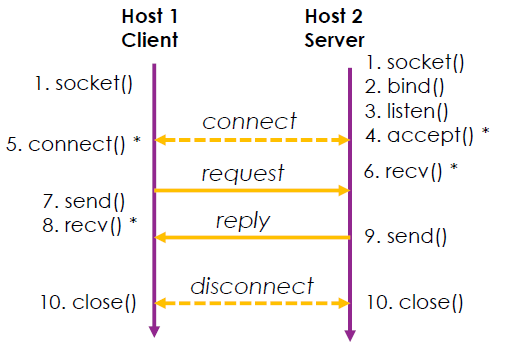 Host 1
Client
Host 2
Server
1. socket()
1. socket()
2. bind()
3. listen()
connect
4. accept() *
5. connect() *
request
6. recv() *
7. send()
8. recv() *
reply
9. send()
disconnect
10. close()
10. close()